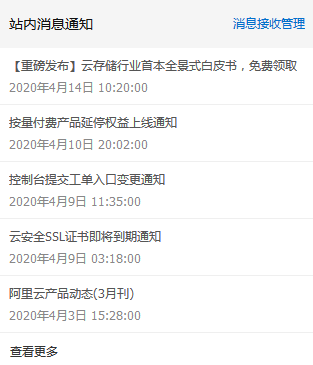 站内消息通知
消息接收管理
【重磅发布】云存储行业首本全景式白皮书，免费领取
2020年4月14日 10:20:00
按量付费产品延停权益上线通知
2020年4月10日 20:02:00
控制台提交工单入口变更通知
2020年4月9日 11:35:00
云安全SSL证书即将到期通知
2020年4月9日 03:18:00
阿里云产品动态(3月刊)
2020年4月3日 15:28:00
查看更多